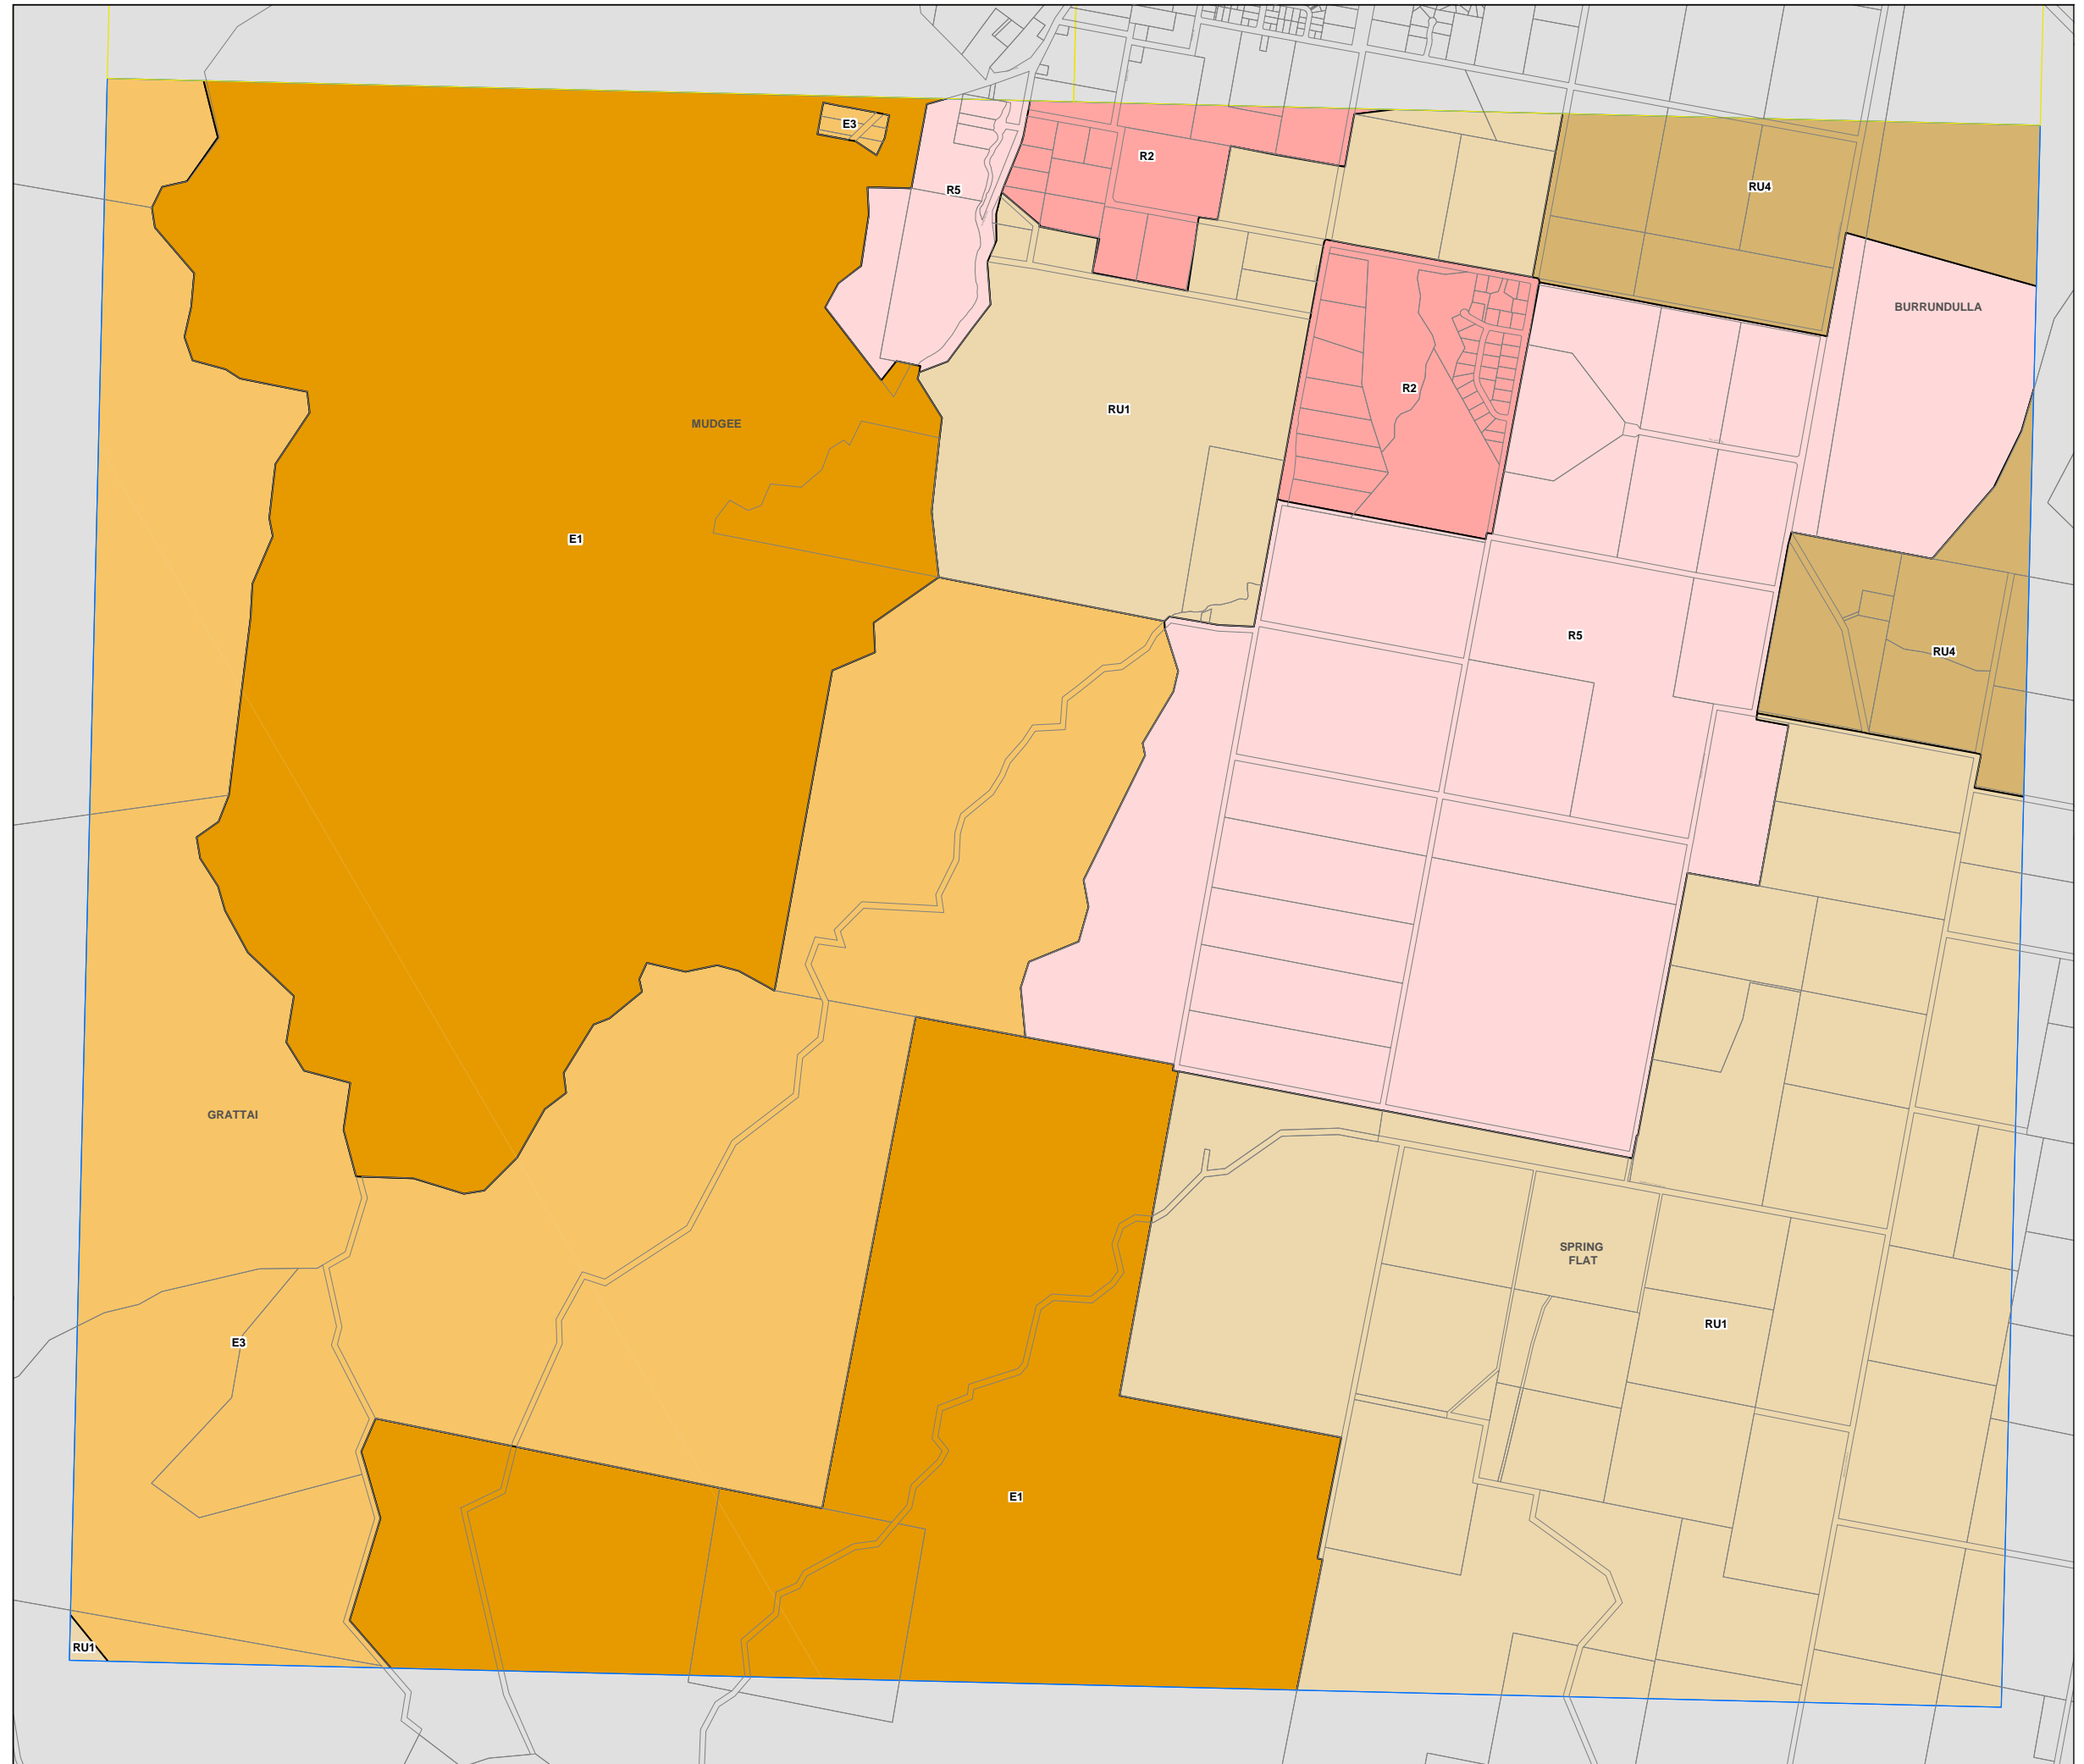 E3
R2
R5
RU4
BURRUNDULLA
R2
RU1
MUDGEE
E1
R5
RU4
GRATTAI
SPRING
FLAT
RU1
E3
E1
RU1